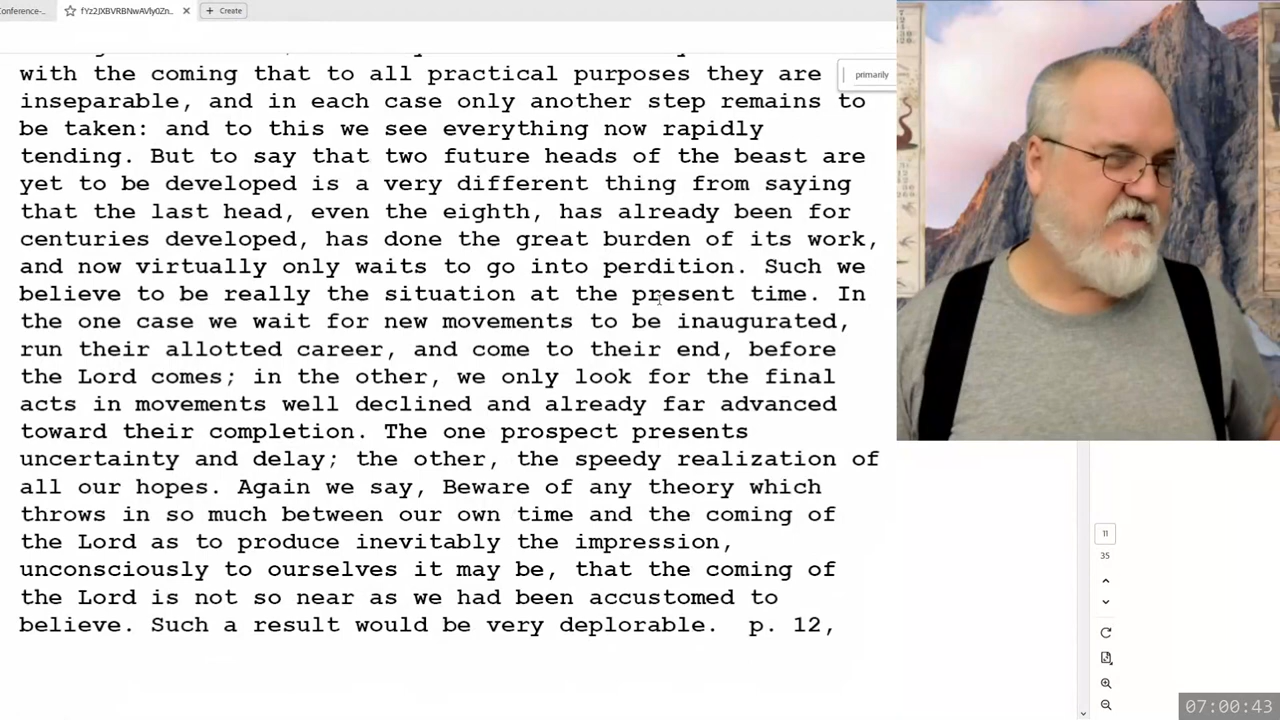 Conference-..
fYz2JXBVRBNwAVly0Zn..
Create
with the coming that to all practical purposes they are
inseparable, and in each case only another step remains to
be taken: and to this we see everything now rapidly
tending. But to say that two future heads of the beast are
yet to be developed is a very different thing from saying
that the last head, even the eighth, has already been for
centuries developed, has done the great burden of its work,
and now virtually only waits to go into perdition. Such we
believe to be really the situation at the present time. In
the one case we wait for new movements to be inaugurated,
run their allotted career, and come to their end, before
the Lord comes; in the other, we only look for the final
acts in movements well declined and already far advanced
toward their completion. The one prospect presents
uncertainty and delay; the other, the speedy realization of
all our hopes. Again we say, Beware of any theory which
throws in so much between our own time and the coming of
the Lord as to produce inevitably the impression,
unconsciously to ourselves it may be, that the coming of
the Lord is not so near as we had been accustomed to
believe. Such a result would be very deplorable.  p. 12,
primarily
11
35
07:00:43